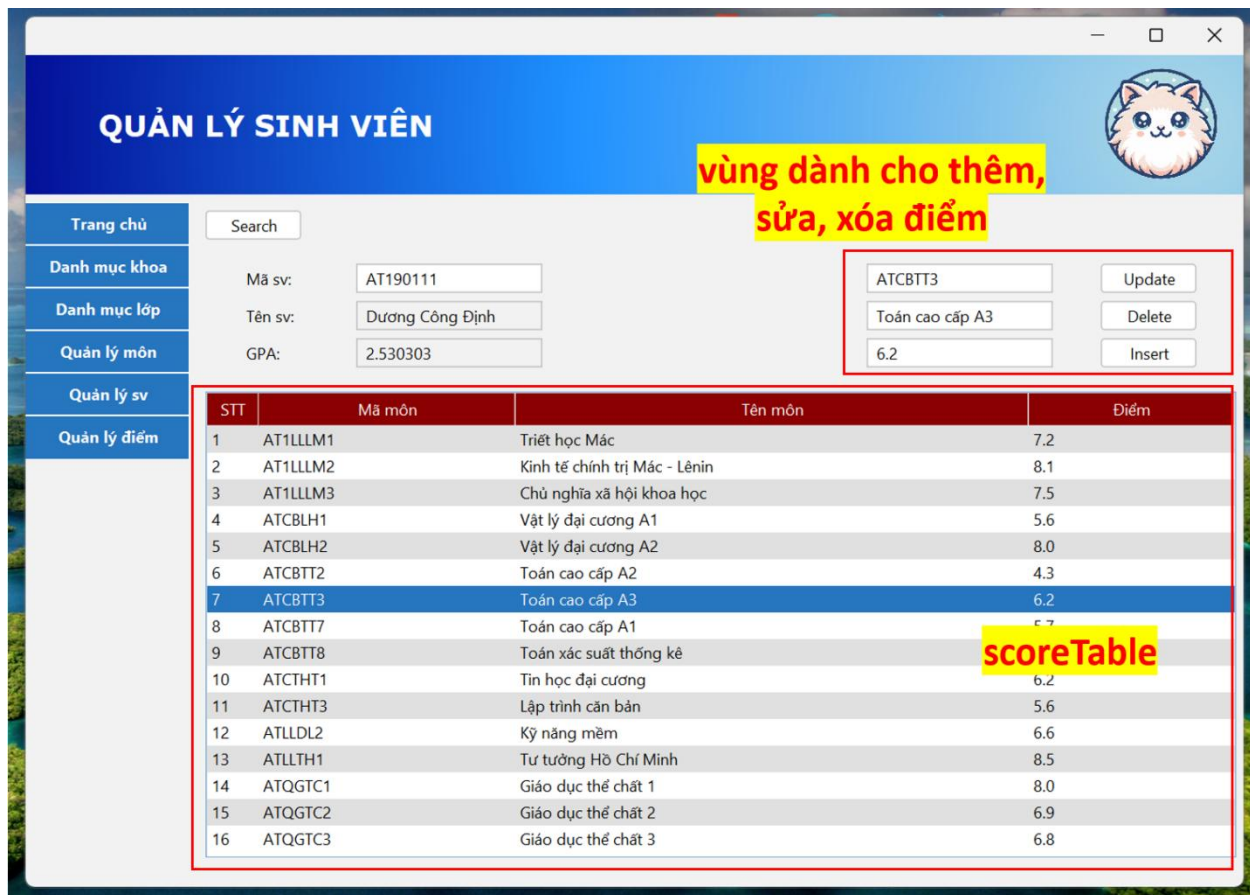 QUẢN LÝ SINH VIÊN
vùng dành cho thêm,
sửa, xóa điểm
Trang chủ
Danh mục khoa
Danh mục lớp
Quản lý môn
Quản lý sv
Quản lý điểm
Search
Mã sv: AT190111
Tên sv: Dương Công Định
GPA: 2.530303
ATCBTT3 Update
Toán cao cấp A3 Delete
6.2 Insert
STT Mã môn Tên môn Điểm
1 AT1LLLM1 Triết học Mác 7.2
2 AT1LLLM2 Kinh tế chính trị Mác - Lênin 8.1
3 AT1LLLM3 Chủ nghĩa xã hội khoa học 7.5
4 ATCBLH1 Vật lý đại cương A1 5.6
5 ATCBLH2 Vật lý đại cương A2 8.0
6 ATCBTT2 Toán cao cấp A2 4.3
7 ATCBTT3 Toán cao cấp A3 6.2
8 ATCBTT7 Toán cao cấp A1
9 ATCBTT8 Toán xác suất thống kê
scoreTable
10 ATCTHT1 Tin học đại cương 6.2
11 ATCTHT3 Lập trình căn bản 5.6
12 ATLLDL2 Kỹ năng mềm 6.6
13 ATLLTH1 Tư tưởng Hồ Chí Minh 8.5
14 ATQGTC1 Giáo dục thể chất 1 8.0
15 ATQGTC2 Giáo dục thể chất 2 6.9
16 ATQGTC3 Giáo dục thể chất 3 6.8